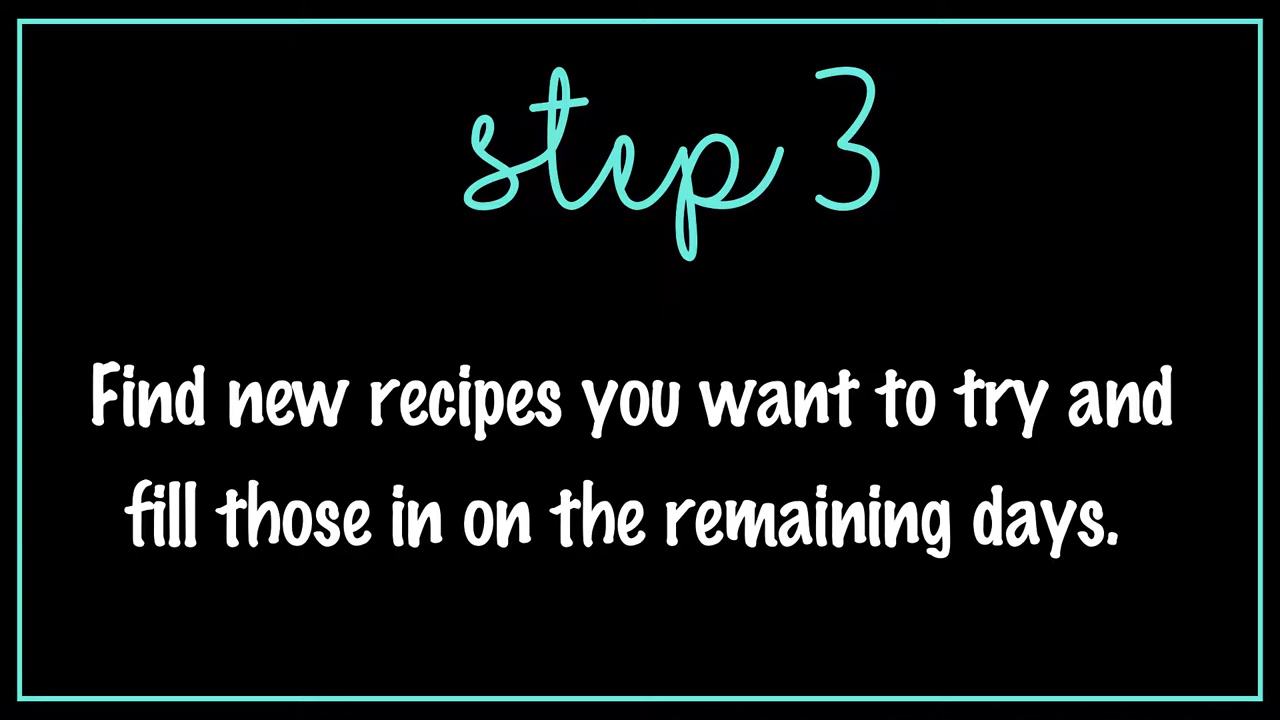 step 3
Find new recipes you want to try and
fill those in on the remaining days.